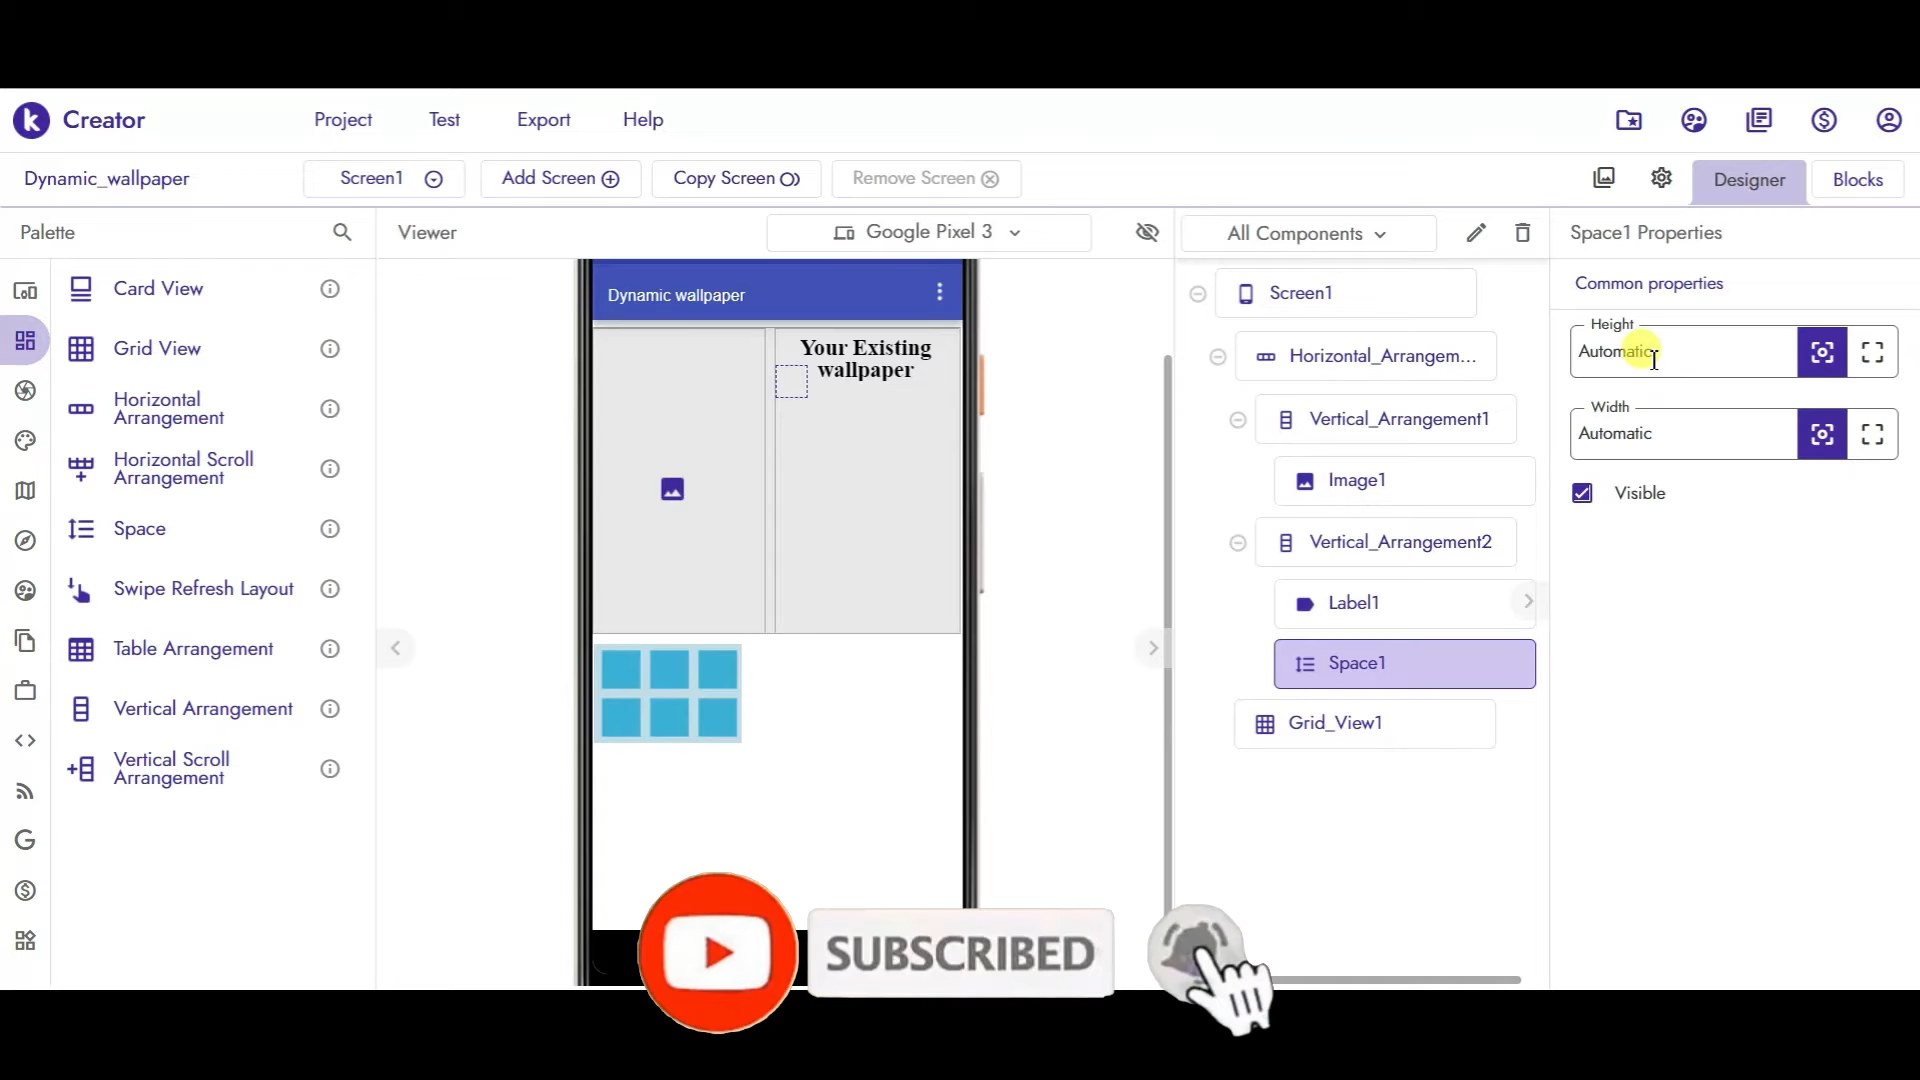 k Creator
Project
Test
Export
Help
Dynamic_wallpaper
Screen1
Add Screen
Copy Screen
Remove Screen
Designer
Blocks
Palette
Viewer
Google Pixel 3
All Components
Space1 Properties
Card View
Grid View
Horizontal
Arrangement
Horizontal Scroll
Arrangement
Space
Swipe Refresh Layout
Table Arrangement
Vertical Arrangement
Vertical Scroll
Arrangement
Dynamic wallpaper
Your Existing
wallpaper
Screen1
Horizontal_Arrangem...
Vertical_Arrangement1
Image1
Vertical_Arrangement2
Label1
Space1
Grid_View1
Common properties
Height
Automatic
Width
Automatic
Visible
SUBSCRIBED